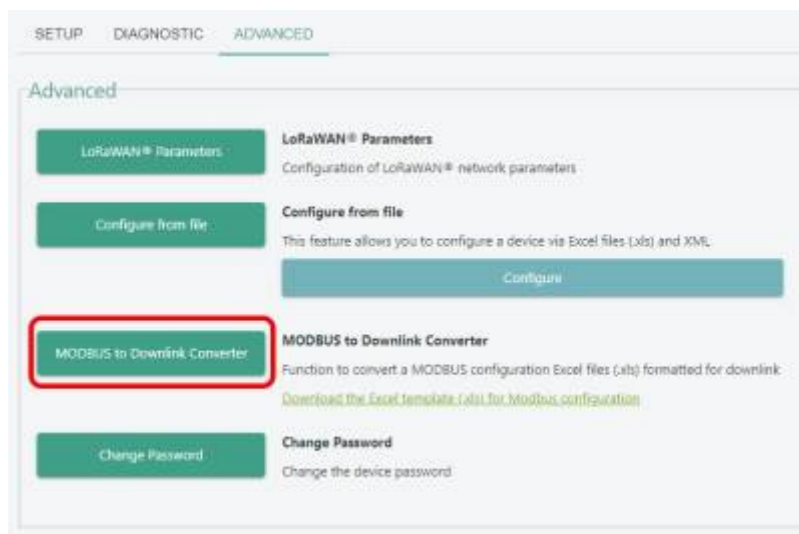 SETUP DIAGNOSTIC ADVANCED
Advanced
LoRaWAN® Parameters
LoRaWAN® Parameters
Configuration of LoRaWAN® network parameters
Configure from file
Configure from file
This feature allows you to configure a device via Excel files (.xls) and XML
Configure
MODBUS to Downlink Converter
MODBUS to Downlink Converter
Function to convert a MODBUS configuration Excel files (.xls) formatted for downlink
Download the Excel template (.xls) for Modbus configuration
Change Password
Change Password
Change the device password